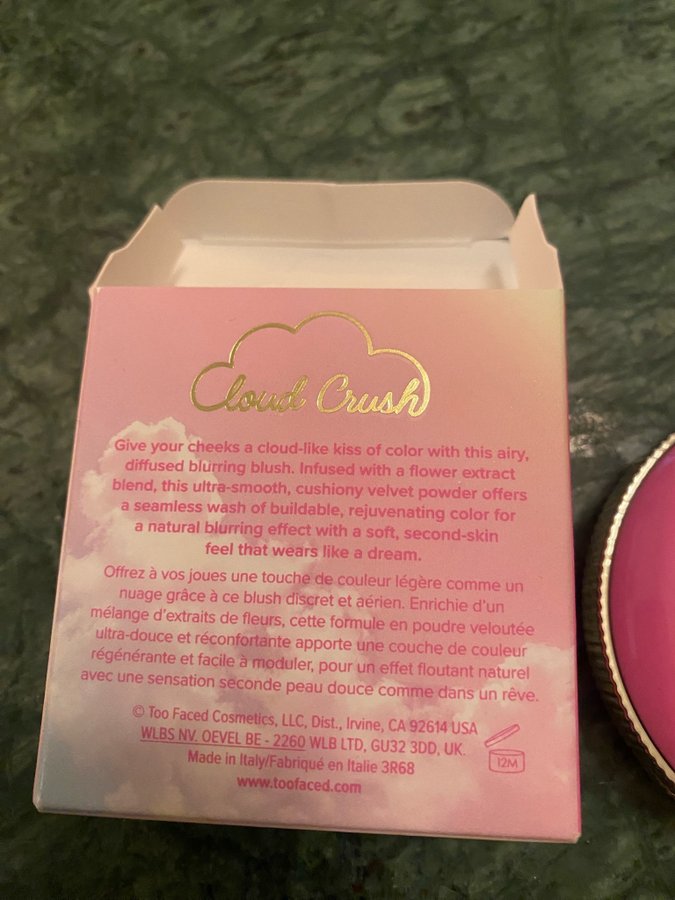 Cloud Crush
Give your cheeks a cloud-like kiss of color with this airy,
diffused blurring blush. Infused with a flower extract
blend, this ultra-smooth, cushiony velvet powder offers
a seamless wash of buildable, rejuvenating color for
a natural blurring effect with a soft, second-skin
feel that wears like a dream.
Offrez à vos joues une touche de couleur légère comme un
nuage grâce à ce blush discret et aérien. Enrichie d'un
mélange d'extraits de fleurs, cette formule en poudre veloutée
ultra-douce et réconfortante apporte une couche de couleur
régénérante et facile à moduler, pour un effet floutant naturel
avec une sensation seconde peau douce comme dans un rêve.
© Too Faced Cosmetics, LLC, Dist., Irvine, CA 92614 USA
WLBS NV. OEVEL BE - 2260 WLB LTD, GU32 3DD, UK.
Made in Italy/Fabriqué en Italie 3R68
www.toofaced.com
12M